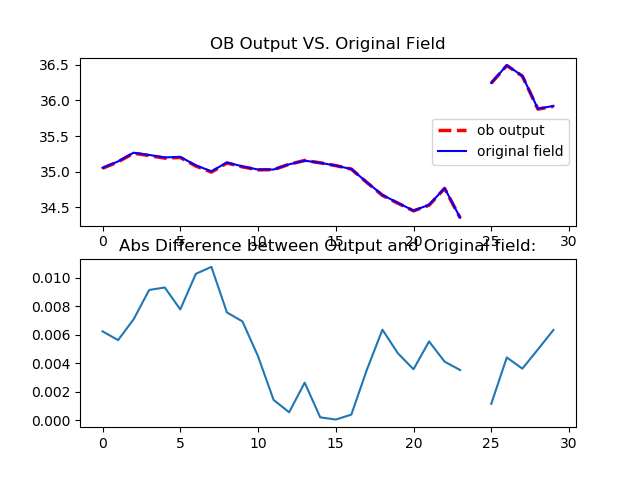 OB Output VS. Original Field
36.5
36.0
35.5
35.0
34.5
ob output
original field
0 5 10 15 20 25 30
Abs Difference between Output and Original field:
0.010
0.008
0.006
0.004
0.002
0.000
0 5 10 15 20 25 30